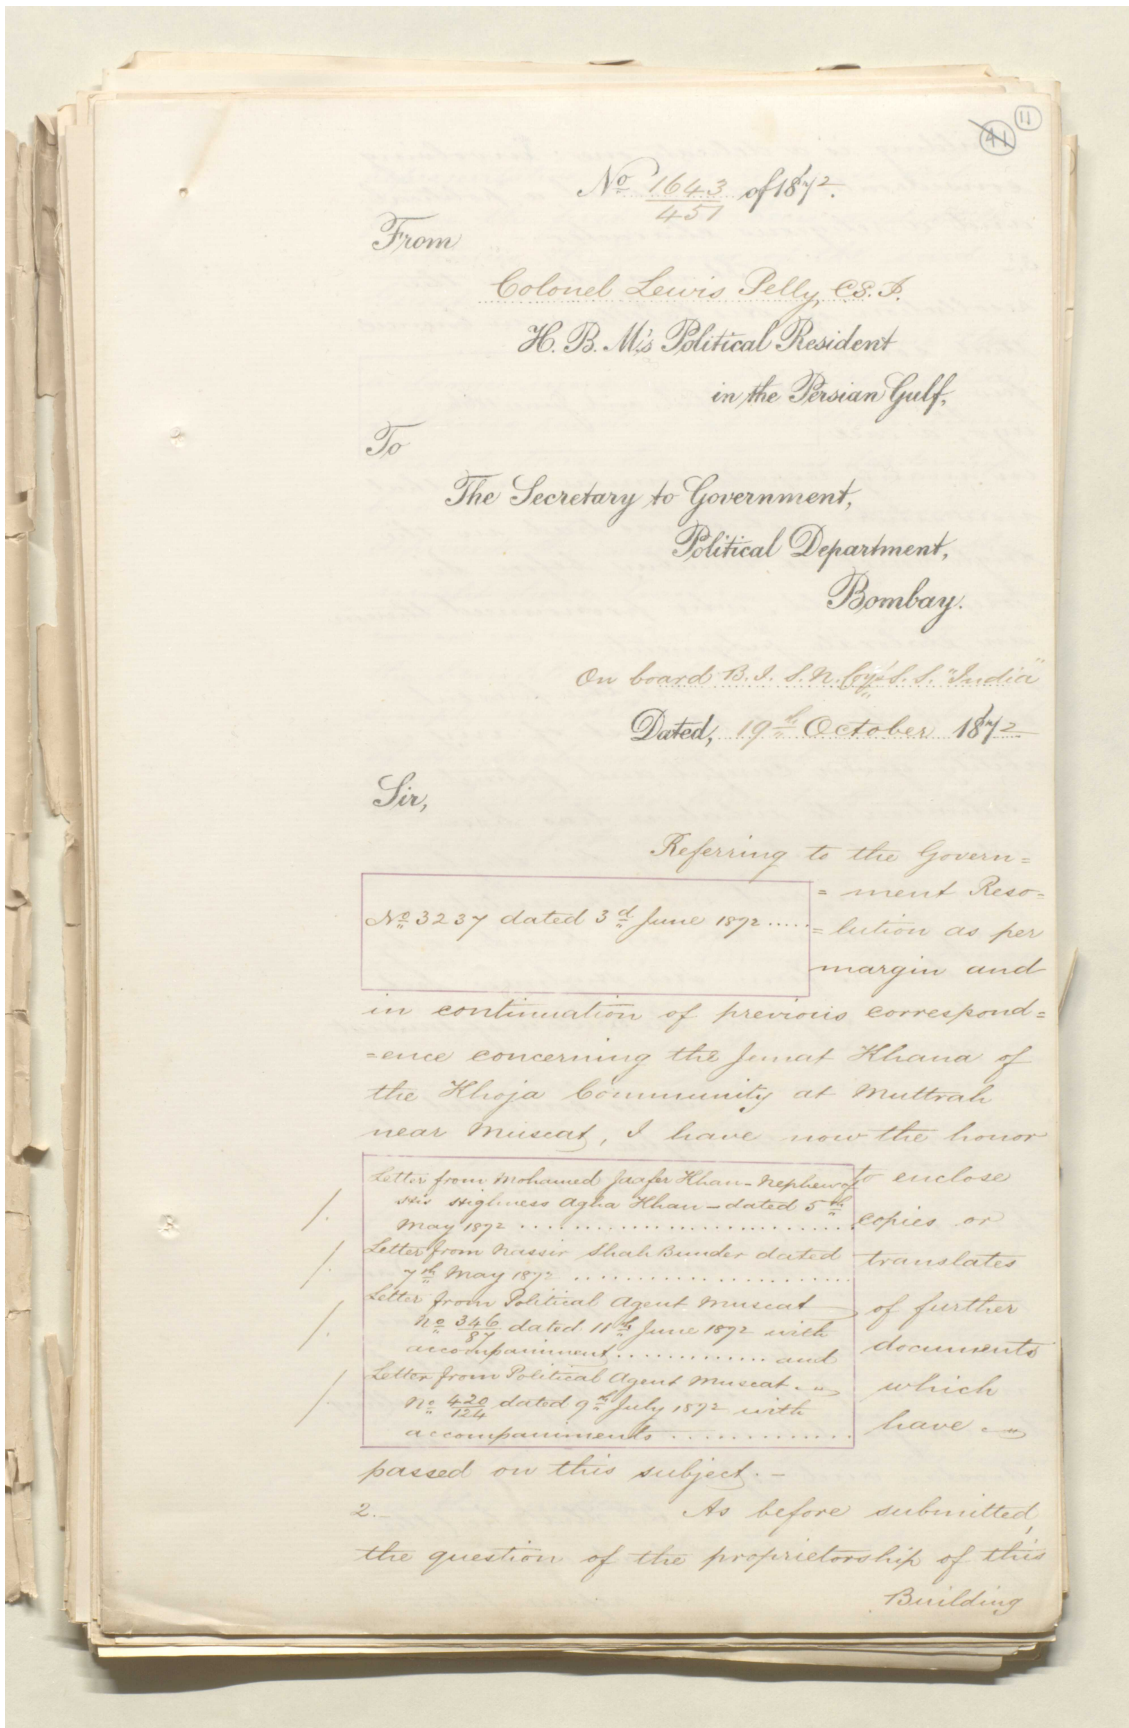 41 11
No 1643/451 of 1872.
From
Colonel Lewis Pelly, C.S.I.
H. B. M's Political Resident
in the Persian Gulf,
To
The Secretary to Government,
Political Department,
Bombay.
On board B. I. S. N. Coy's S. S. "India"
Dated, 19th October 1872
Sir,
Referring to the Govern=
= ment Reso=
No 3237 dated 3d June 1872 .....
= lution as per
margin and
in continuation of previous correspond=
=ence concerning the Jemat Khana of
the Khoja Community at Muttrah
near Muscat, I have now the honor
Letter from Mohamed Jaafer Khan - Nephew of
His Highness Agha Khan - dated 5th
May 1872 ..........
Letter from Nassir Shah Bunder dated
7th May 1872 ..........
Letter from Political Agent Muscat
No 346/87 dated 11th June 1872 with
accompaniment .......... and
Letter from Political Agent Muscat
No 420/124 dated 9th July 1872 with
accompaniments ..........
to enclose
copies or
translates
of further
documents
which
have
passed on this subject. -
2. As before submitted,
the question of the proprietorship of this
Building